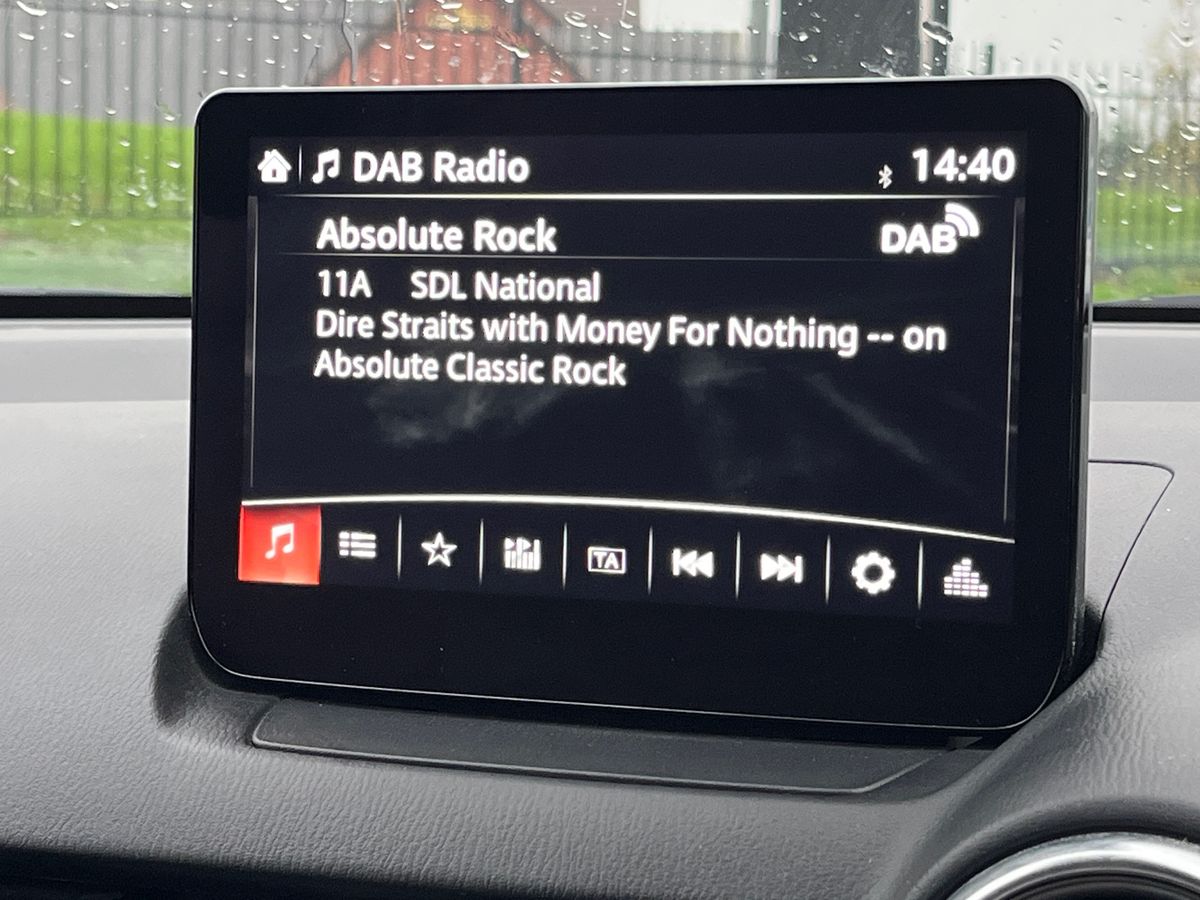 DAB Radio 14:40
Absolute Rock DAB
11A SDL National
Dire Straits with Money For Nothing -- on
Absolute Classic Rock
TA